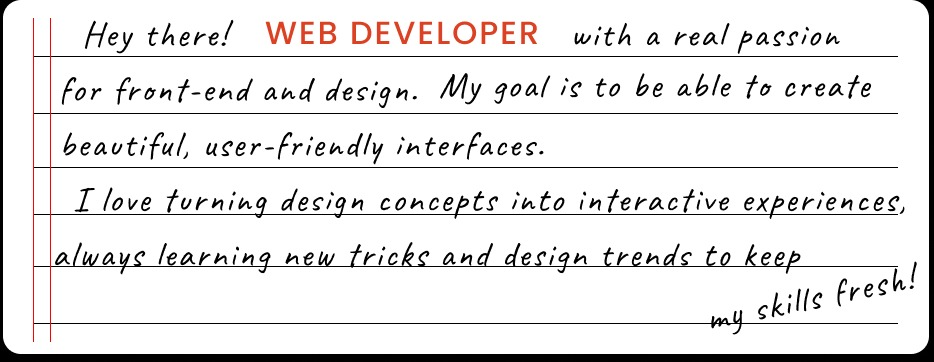 Hey there! WEB DEVELOPER with a real passion
for front-end and design. My goal is to be able to create
beautiful, user-friendly interfaces.
I love turning design concepts into interactive experiences,
always learning new tricks and design trends to keep
my skills fresh!